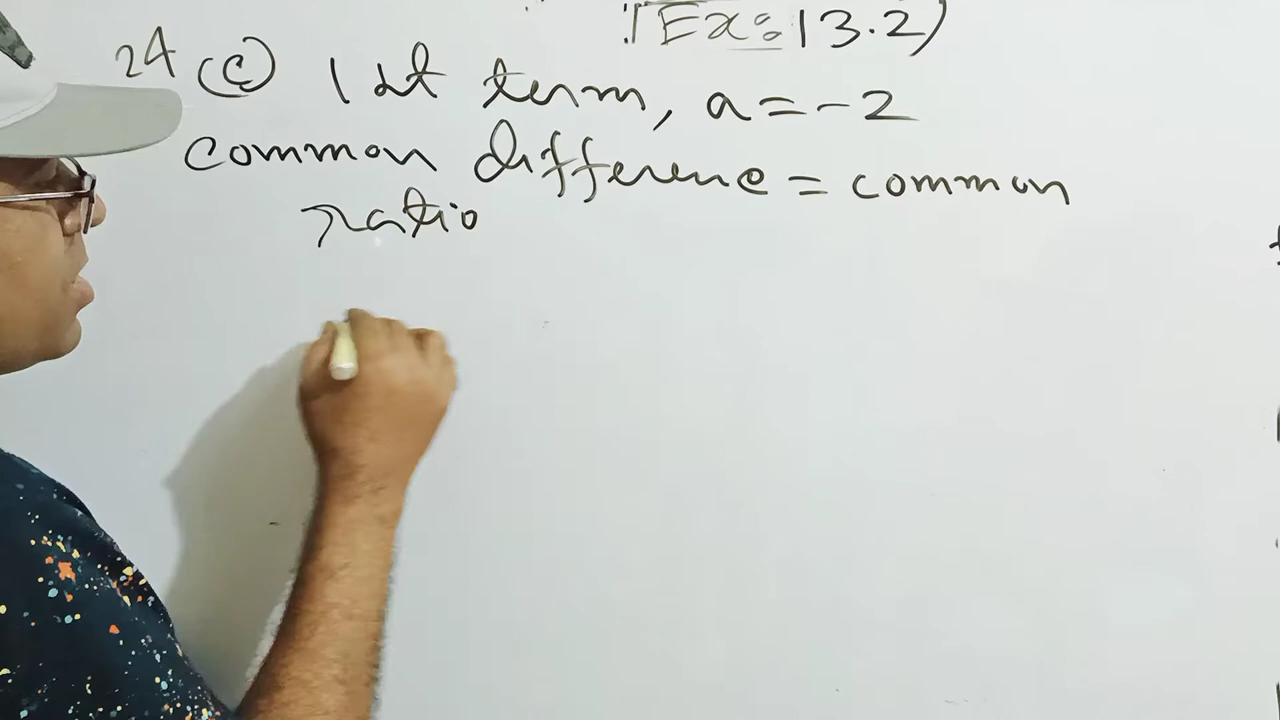 (Ex: 13.2)
24 (c) 1st term, a = -2
common difference = common
ratio